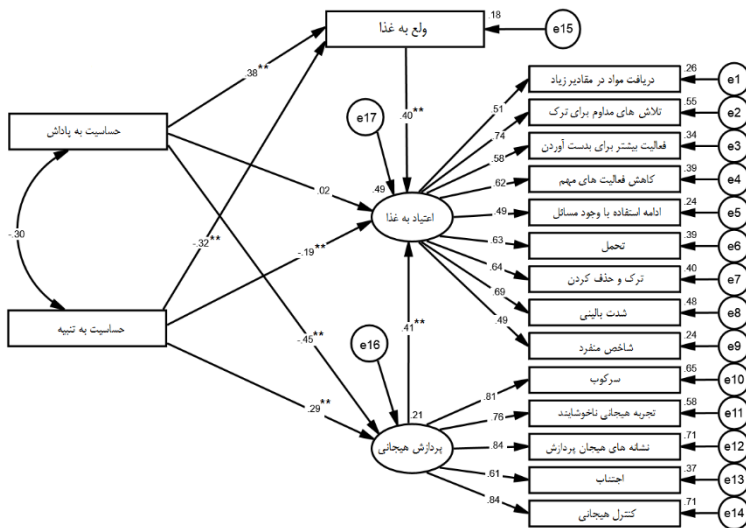 ولع به غذا
.18
e15
.38**
.40**
e17
حساسیت به پاداش
.02
.49
اعتیاد به غذا
-.30
-.32**
-.19**
حساسیت به تنبیه
-.45**
.29**
.41**
e16
.21
پردازش هیجانی
.51
دریافت مواد در مقادیر زیاد
.26
e1
.74
تلاش های مداوم برای ترک
.55
e2
.58
فعالیت بیشتر برای بدست آوردن
.34
e3
.62
کاهش فعالیت های مهم
.39
e4
.49
ادامه استفاده با وجود مسائل
.24
e5
.63
تحمل
.39
e6
.64
ترک و حذف کردن
.40
e7
.69
شدت بالینی
.48
e8
.49
شاخص منفرد
.24
e9
.81
سرکوب
.65
e10
.76
تجربه هیجانی ناخوشایند
.58
e11
.84
نشانه های هیجان پردازش
.71
e12
.61
اجتناب
.37
e13
.84
کنترل هیجانی
.71
e14